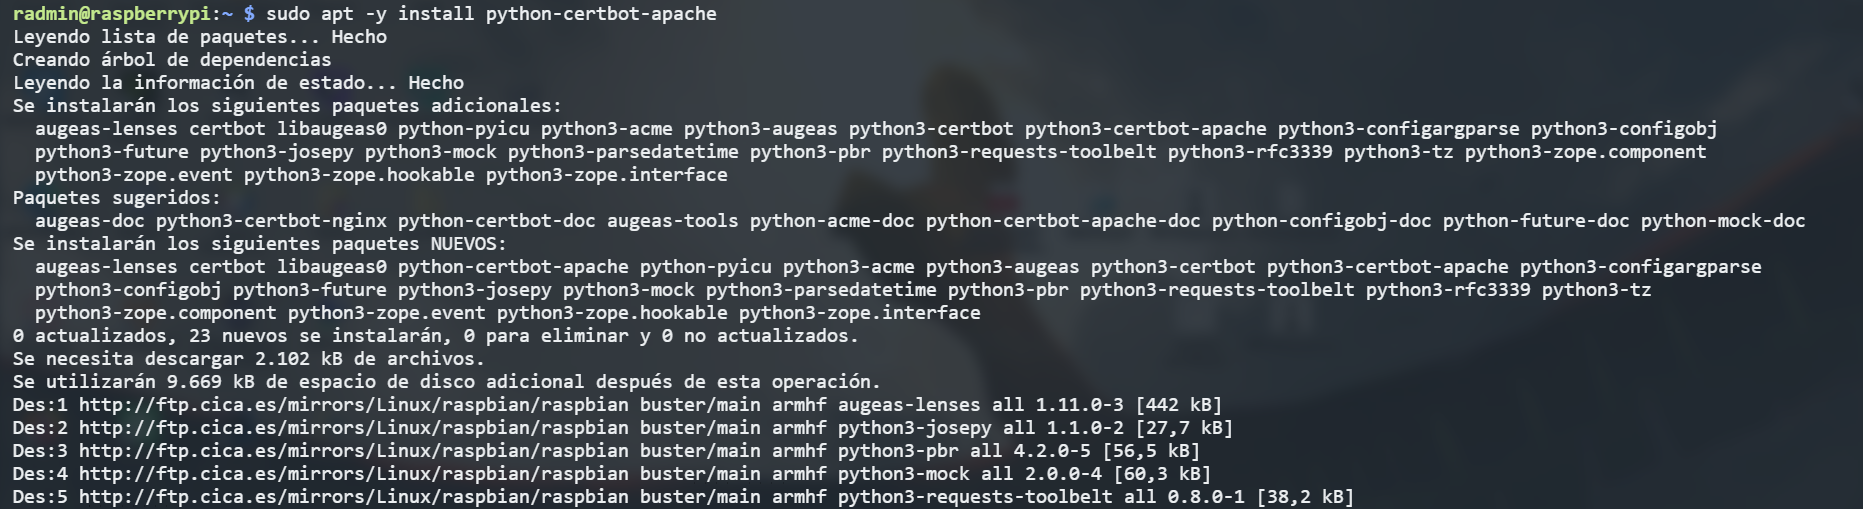 radmin@raspberrypi:~ $ sudo apt -y install python-certbot-apache
Leyendo lista de paquetes... Hecho
Creando árbol de dependencias
Leyendo la información de estado... Hecho
Se instalarán los siguientes paquetes adicionales:
augeas-lenses certbot libaugeas0 python-pyicu python3-acme python3-augeas python3-certbot python3-certbot-apache python3-configargparse python3-configobj
python3-future python3-josepy python3-mock python3-parsedatetime python3-pbr python3-requests-toolbelt python3-rfc3339 python3-tz python3-zope.component
python3-zope.event python3-zope.hookable python3-zope.interface
Paquetes sugeridos:
augeas-doc python3-certbot-nginx python-certbot-doc augeas-tools python-acme-doc python-certbot-apache-doc python-configobj-doc python-future-doc python-mock-doc
Se instalarán los siguientes paquetes NUEVOS:
augeas-lenses certbot libaugeas0 python-certbot-apache python-pyicu python3-acme python3-augeas python3-certbot python3-certbot-apache python3-configargparse
python3-configobj python3-future python3-josepy python3-mock python3-parsedatetime python3-pbr python3-requests-toolbelt python3-rfc3339 python3-tz
python3-zope.component python3-zope.event python3-zope.hookable python3-zope.interface
0 actualizados, 23 nuevos se instalarán, 0 para eliminar y 0 no actualizados.
Se necesita descargar 2.102 kB de archivos.
Se utilizarán 9.669 kB de espacio de disco adicional después de esta operación.
Des:1 http://ftp.cica.es/mirrors/Linux/raspbian/raspbian buster/main armhf augeas-lenses all 1.11.0-3 [442 kB]
Des:2 http://ftp.cica.es/mirrors/Linux/raspbian/raspbian buster/main armhf python3-josepy all 1.1.0-2 [27,7 kB]
Des:3 http://ftp.cica.es/mirrors/Linux/raspbian/raspbian buster/main armhf python3-pbr all 4.2.0-5 [56,5 kB]
Des:4 http://ftp.cica.es/mirrors/Linux/raspbian/raspbian buster/main armhf python3-mock all 2.0.0-4 [60,3 kB]
Des:5 http://ftp.cica.es/mirrors/Linux/raspbian/raspbian buster/main armhf python3-requests-toolbelt all 0.8.0-1 [38,2 kB]